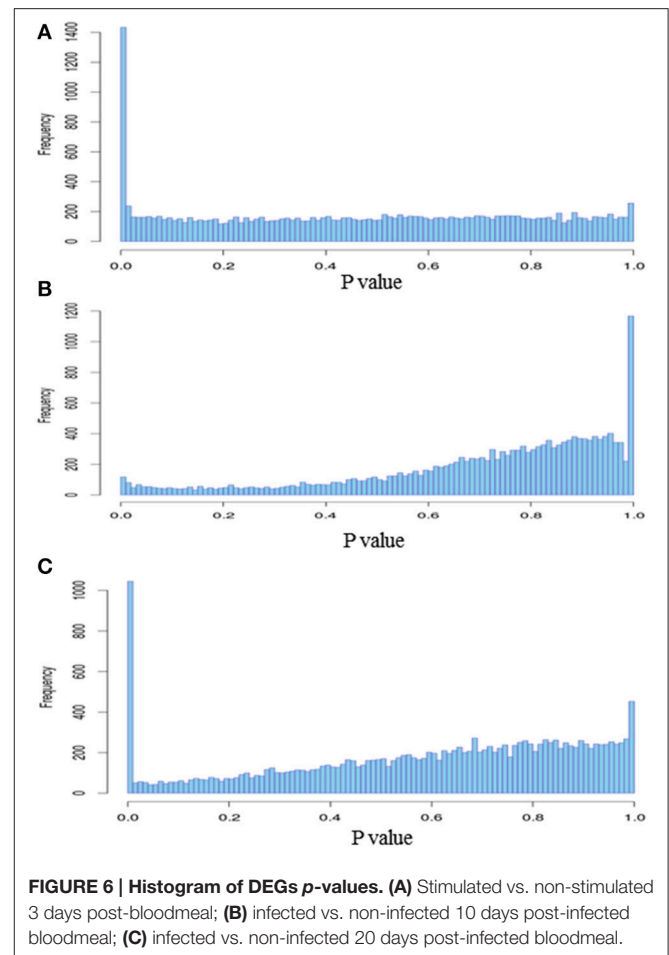 A
Frequency
0 200 400 600 800 1000 1200 1400
0.0 0.2 0.4 0.6 0.8 1.0
P value
B
Frequency
0 200 400 600 800 1000 1200
0.0 0.2 0.4 0.6 0.8 1.0
P value
C
Frequency
0 200 400 600 800 1000
0.0 0.2 0.4 0.6 0.8 1.0
P value
FIGURE 6 | Histogram of DEGs p-values. (A) Stimulated vs. non-stimulated
3 days post-bloodmeal; (B) infected vs. non-infected 10 days post-infected
bloodmeal; (C) infected vs. non-infected 20 days post-infected bloodmeal.